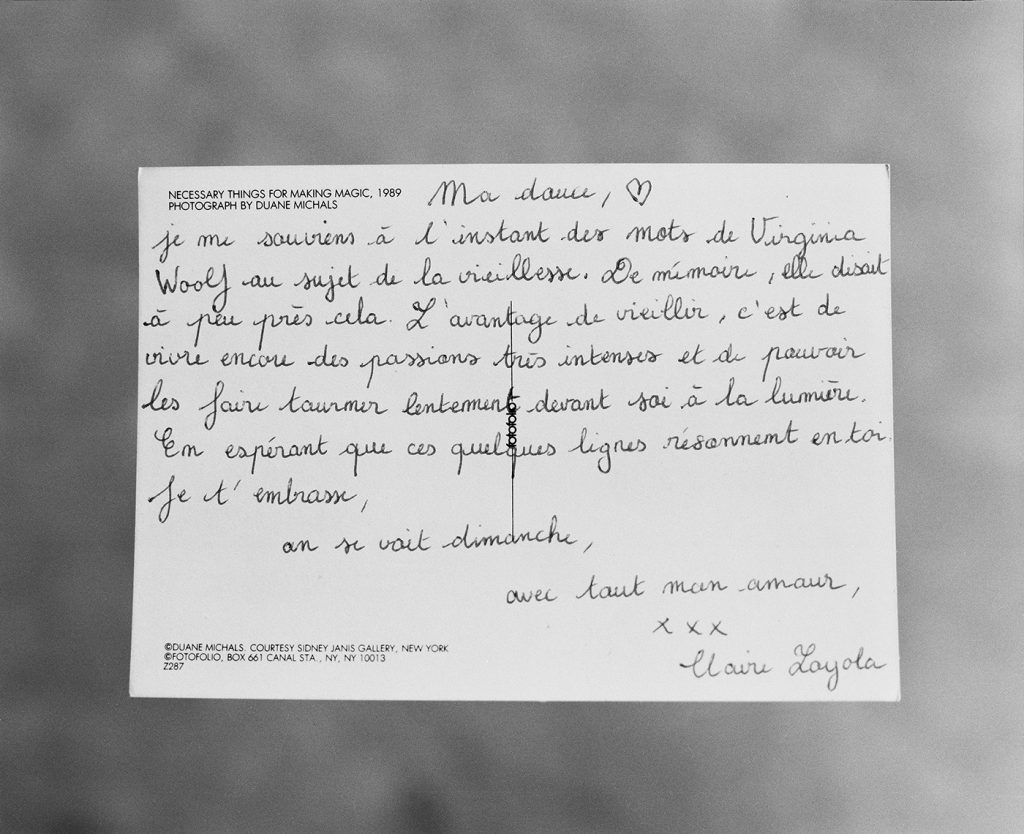 NECESSARY THINGS FOR MAKING MAGIC, 1989
PHOTOGRAPH BY DUANE MICHALS
Ma douce, ♡
je me souviens à l'instant des mots de Virginia
Woolf au sujet de la vieillesse. De mémoire, elle disait
à peu près cela. L'avantage de vieillir, c'est de
vivre encore des passions très intenses et de pouvoir
les faire tourner lentement devant soi à la lumière.
En espérant que ces quelques lignes résonnent en toi.
Je t'embrasse,
on se voit dimanche,
avec tout mon amour,
x x x
Claire Loyola
fotofolio
©DUANE MICHALS. COURTESY SIDNEY JANIS GALLERY, NEW YORK
©FOTOFOLIO, BOX 661 CANAL STA., NY, NY 10013
Z287